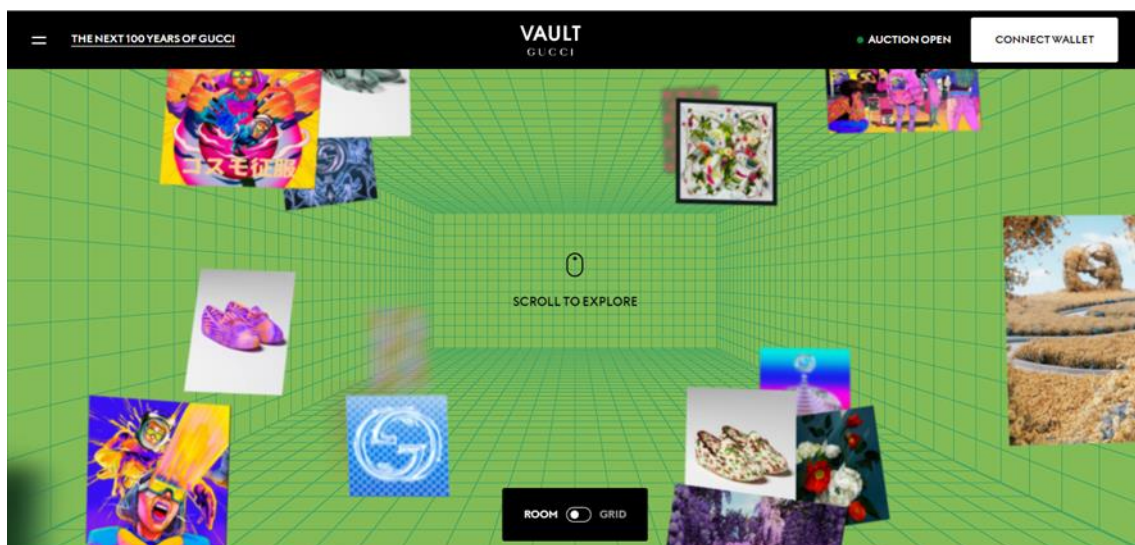 THE NEXT 100 YEARS OF GUCCI
VAULT
GUCCI
AUCTION OPEN
CONNECT WALLET
コスモ征服
SCROLL TO EXPLORE
ROOM
GRID